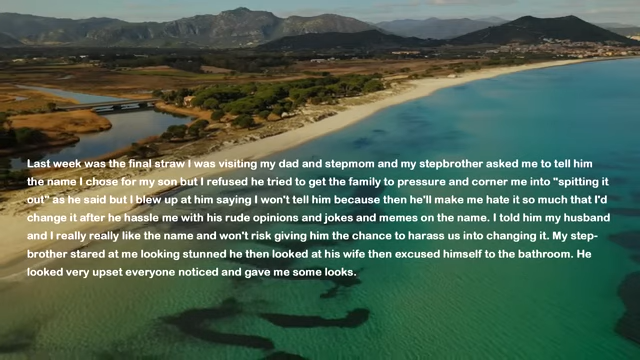 Last week was the final straw I was visiting my dad and stepmom and my stepbrother asked me to tell him
the name I chose for my son but I refused he tried to get the family to pressure and corner me into "spitting it
out" as he said but I blew up at him saying I won't tell him because then he'll make me hate it so much that I'd
change it after he hassle me with his rude opinions and jokes and memes on the name. I told him my husband
and I really really like the name and won't risk giving him the chance to harass us into changing it. My step-
brother stared at me looking stunned he then looked at his wife then excused himself to the bathroom. He
looked very upset everyone noticed and gave me some looks.